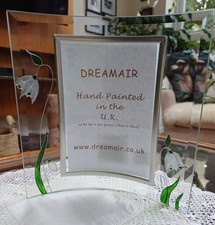 DREAMAIR
Hand Painted
in the
U.K.
www.dreamair.co.uk